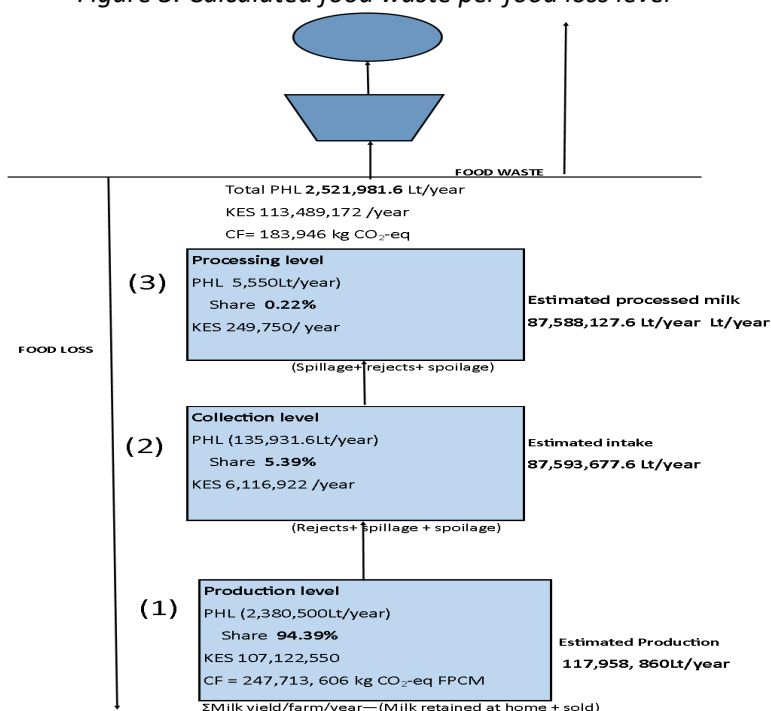 Figure 3: Calculated food waste per food loss level
FOOD WASTE
Total PHL 2,521,981.6 Lt/year
KES 113,489,172 /year
CF= 183,946 kg CO₂-eq
(3)
Processing level
PHL 5,550Lt/year)
Share 0.22%
KES 249,750/ year
Estimated processed milk
87,588,127.6 Lt/year Lt/year
FOOD LOSS
(Spillage+ rejects+ spoilage)
(2)
Collection level
PHL (135,931.6Lt/year)
Share 5.39%
KES 6,116,922 /year
Estimated intake
87,593,677.6 Lt/year
(Rejects+ spillage + spoilage)
(1)
Production level
PHL (2,380,500Lt/year)
Share 94.39%
KES 107,122,550
CF = 247,713, 606 kg CO₂-eq FPCM
Estimated Production
117,958, 860Lt/year
ΣMilk yield/farm/year—(Milk retained at home + sold)